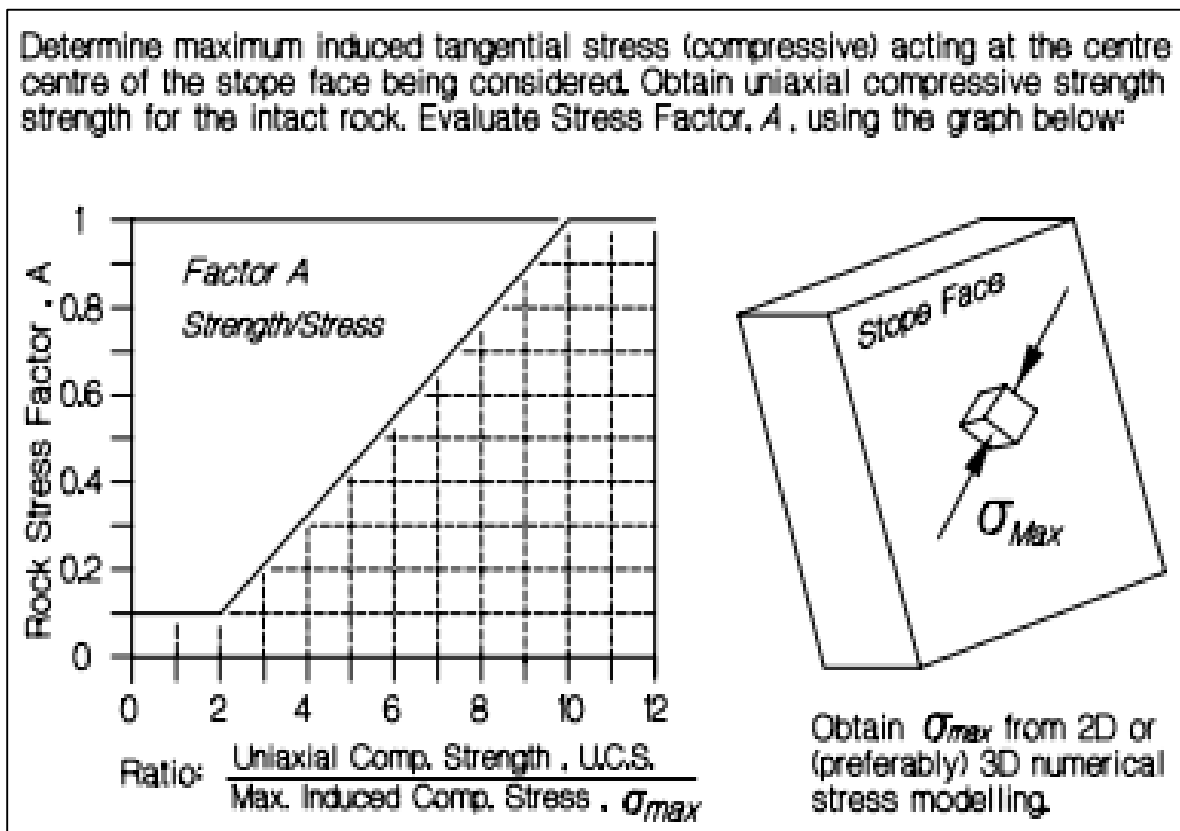 Determine maximum induced tangential stress (compressive) acting at the centre
centre of the stope face being considered. Obtain uniaxial compressive strength
strength for the intact rock. Evaluate Stress Factor, A , using the graph below:
Rock Stress Factor , A
1
0.8
0.6
0.4
0.2
0
Factor A
Strength/Stress
0 2 4 6 8 10 12
Ratio: Uniaxial Comp. Strength , U.C.S.
Max. Induced Comp. Stress , σmax
Stope Face
σMax
Obtain σmax from 2D or
(preferably) 3D numerical
stress modelling.